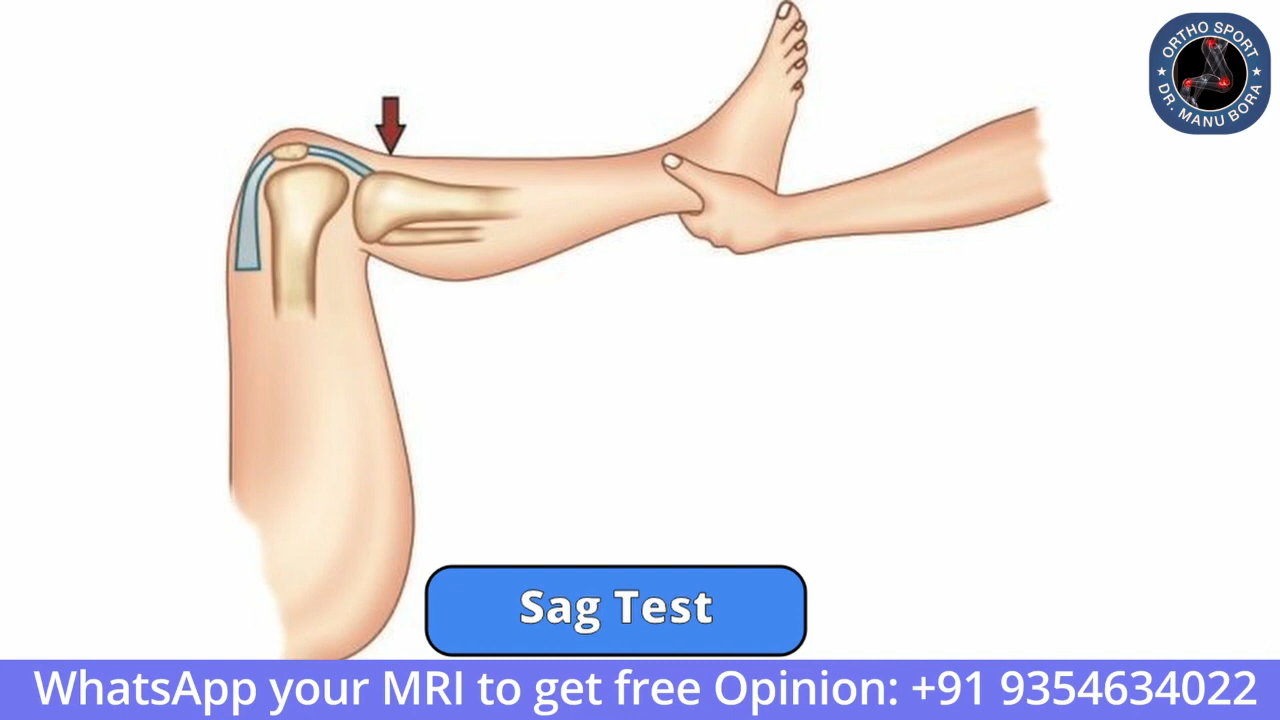 ORTHO SPORT
DR. MANU BORA
Sag Test
WhatsApp your MRI to get free Opinion: +91 9354634022